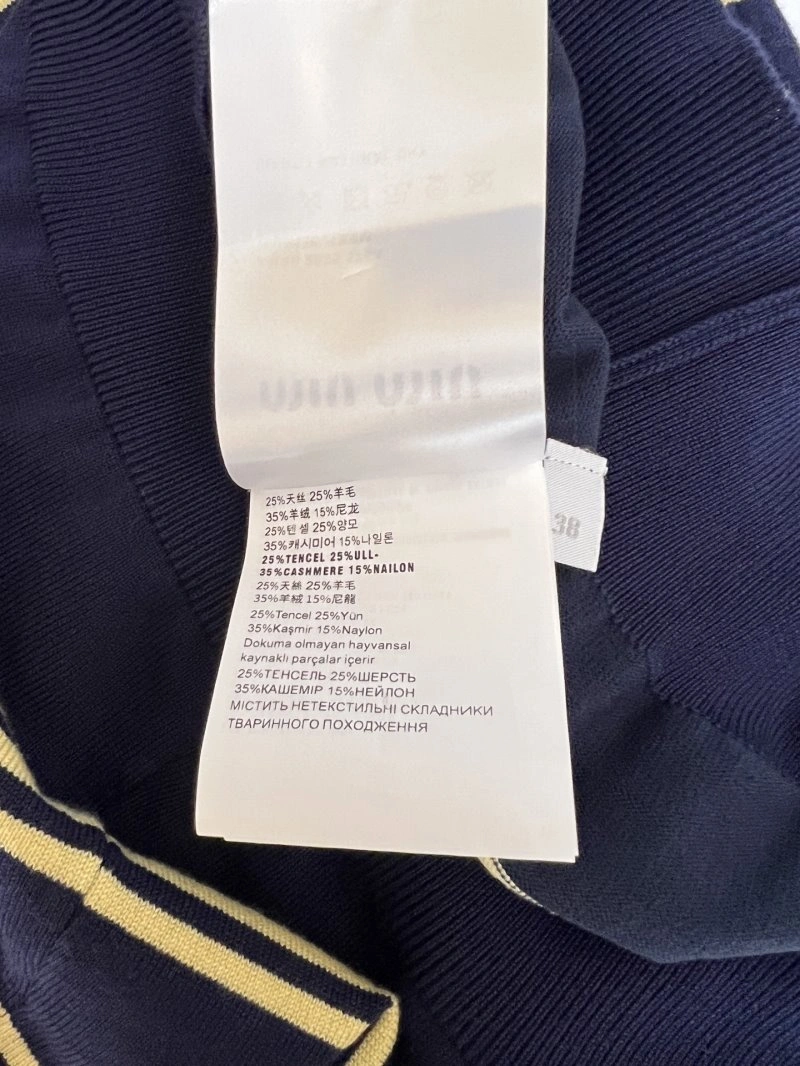 25%天丝 25%羊毛
35%羊绒 15%尼龙
25%텐 셀 25%양모
35%캐시미어 15%나일론
25%TENCEL 25%ULL-
35%CASHMERE 15%NAILON
25%天絲 25%羊毛
35%羊绒 15%尼龍
25%Tencel 25%Yün
35%Kaşmir 15%Naylon
Dokuma olmayan hayvansal
kaynaklı parçalar içerir
25%ТЕНСЕЛЬ 25%ШЕРСТЬ
35%КАШЕМІР 15%НЕЙЛОН
МІСТИТЬ НЕТЕКСТИЛЬНІ СКЛАДНИКИ
ТВАРИННОГО ПОХОДЖЕННЯ
38